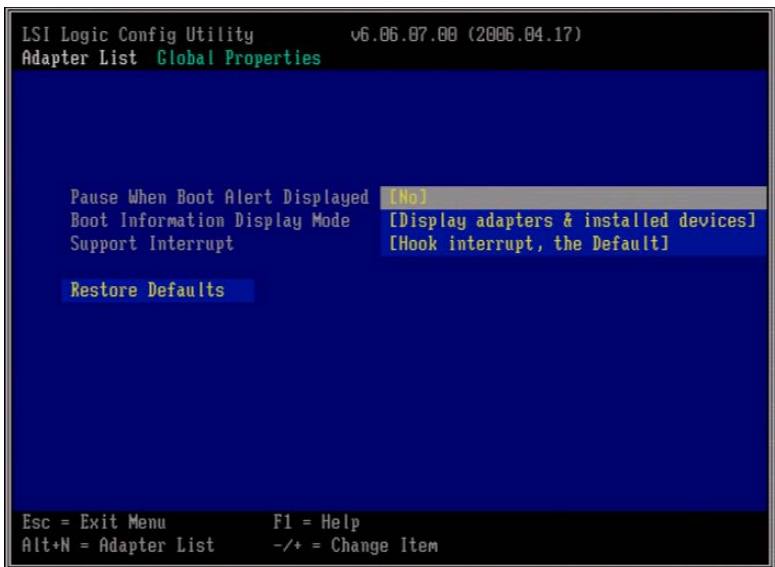 LSI Logic Config Utility v6.06.07.00 (2006.04.17)
Adapter List Global Properties
Pause When Boot Alert Displayed [No]
Boot Information Display Mode [Display adapters & installed devices]
Support Interrupt [Hook interrupt, the Default]
Restore Defaults
Esc = Exit Menu F1 = Help
Alt+N = Adapter List -/+ = Change Item